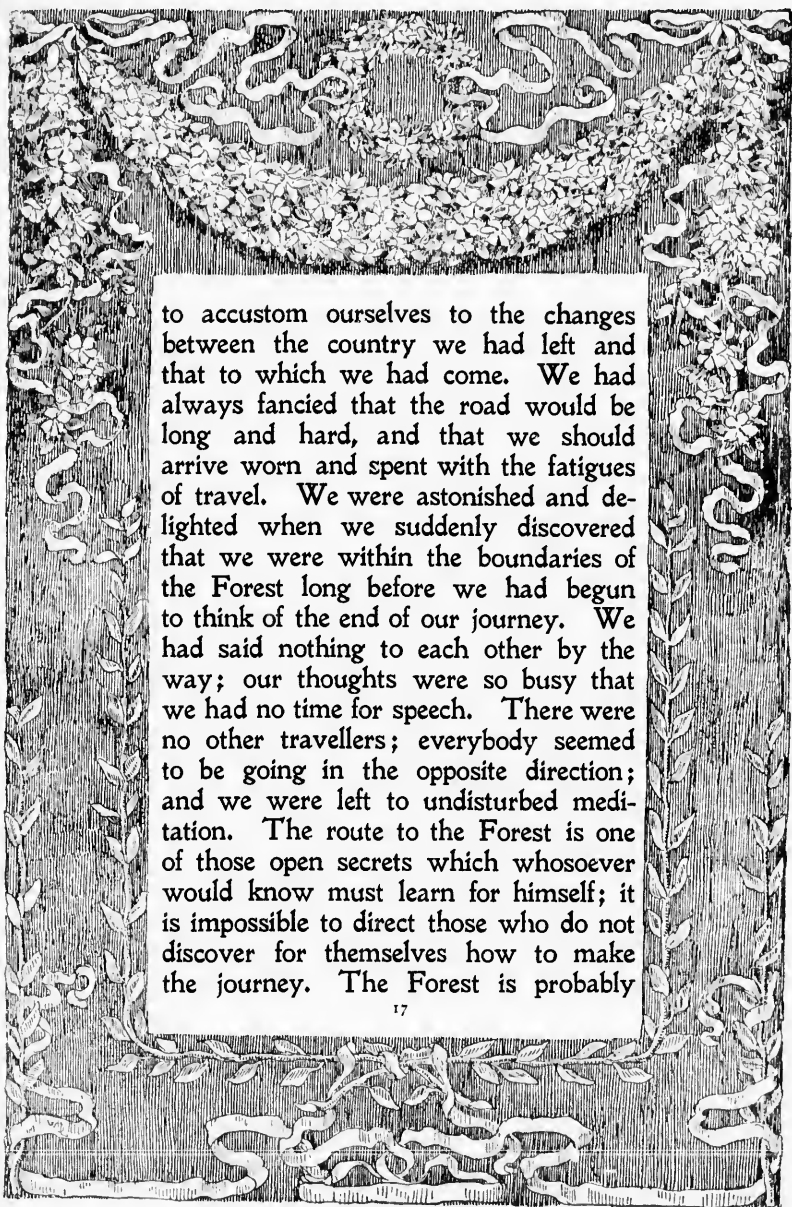 to accustom ourselves to the changes
between the country we had left and
that to which we had come. We had
always fancied that the road would be
long and hard, and that we should
arrive worn and spent with the fatigues
of travel. We were astonished and de-
lighted when we suddenly discovered
that we were within the boundaries of
the Forest long before we had begun
to think of the end of our journey. We
had said nothing to each other by the
way; our thoughts were so busy that
we had no time for speech. There were
no other travellers; everybody seemed
to be going in the opposite direction;
and we were left to undisturbed medi-
tation. The route to the Forest is one
of those open secrets which whosoever
would know must learn for himself; it
is impossible to direct those who do not
discover for themselves how to make
the journey. The Forest is probably
17